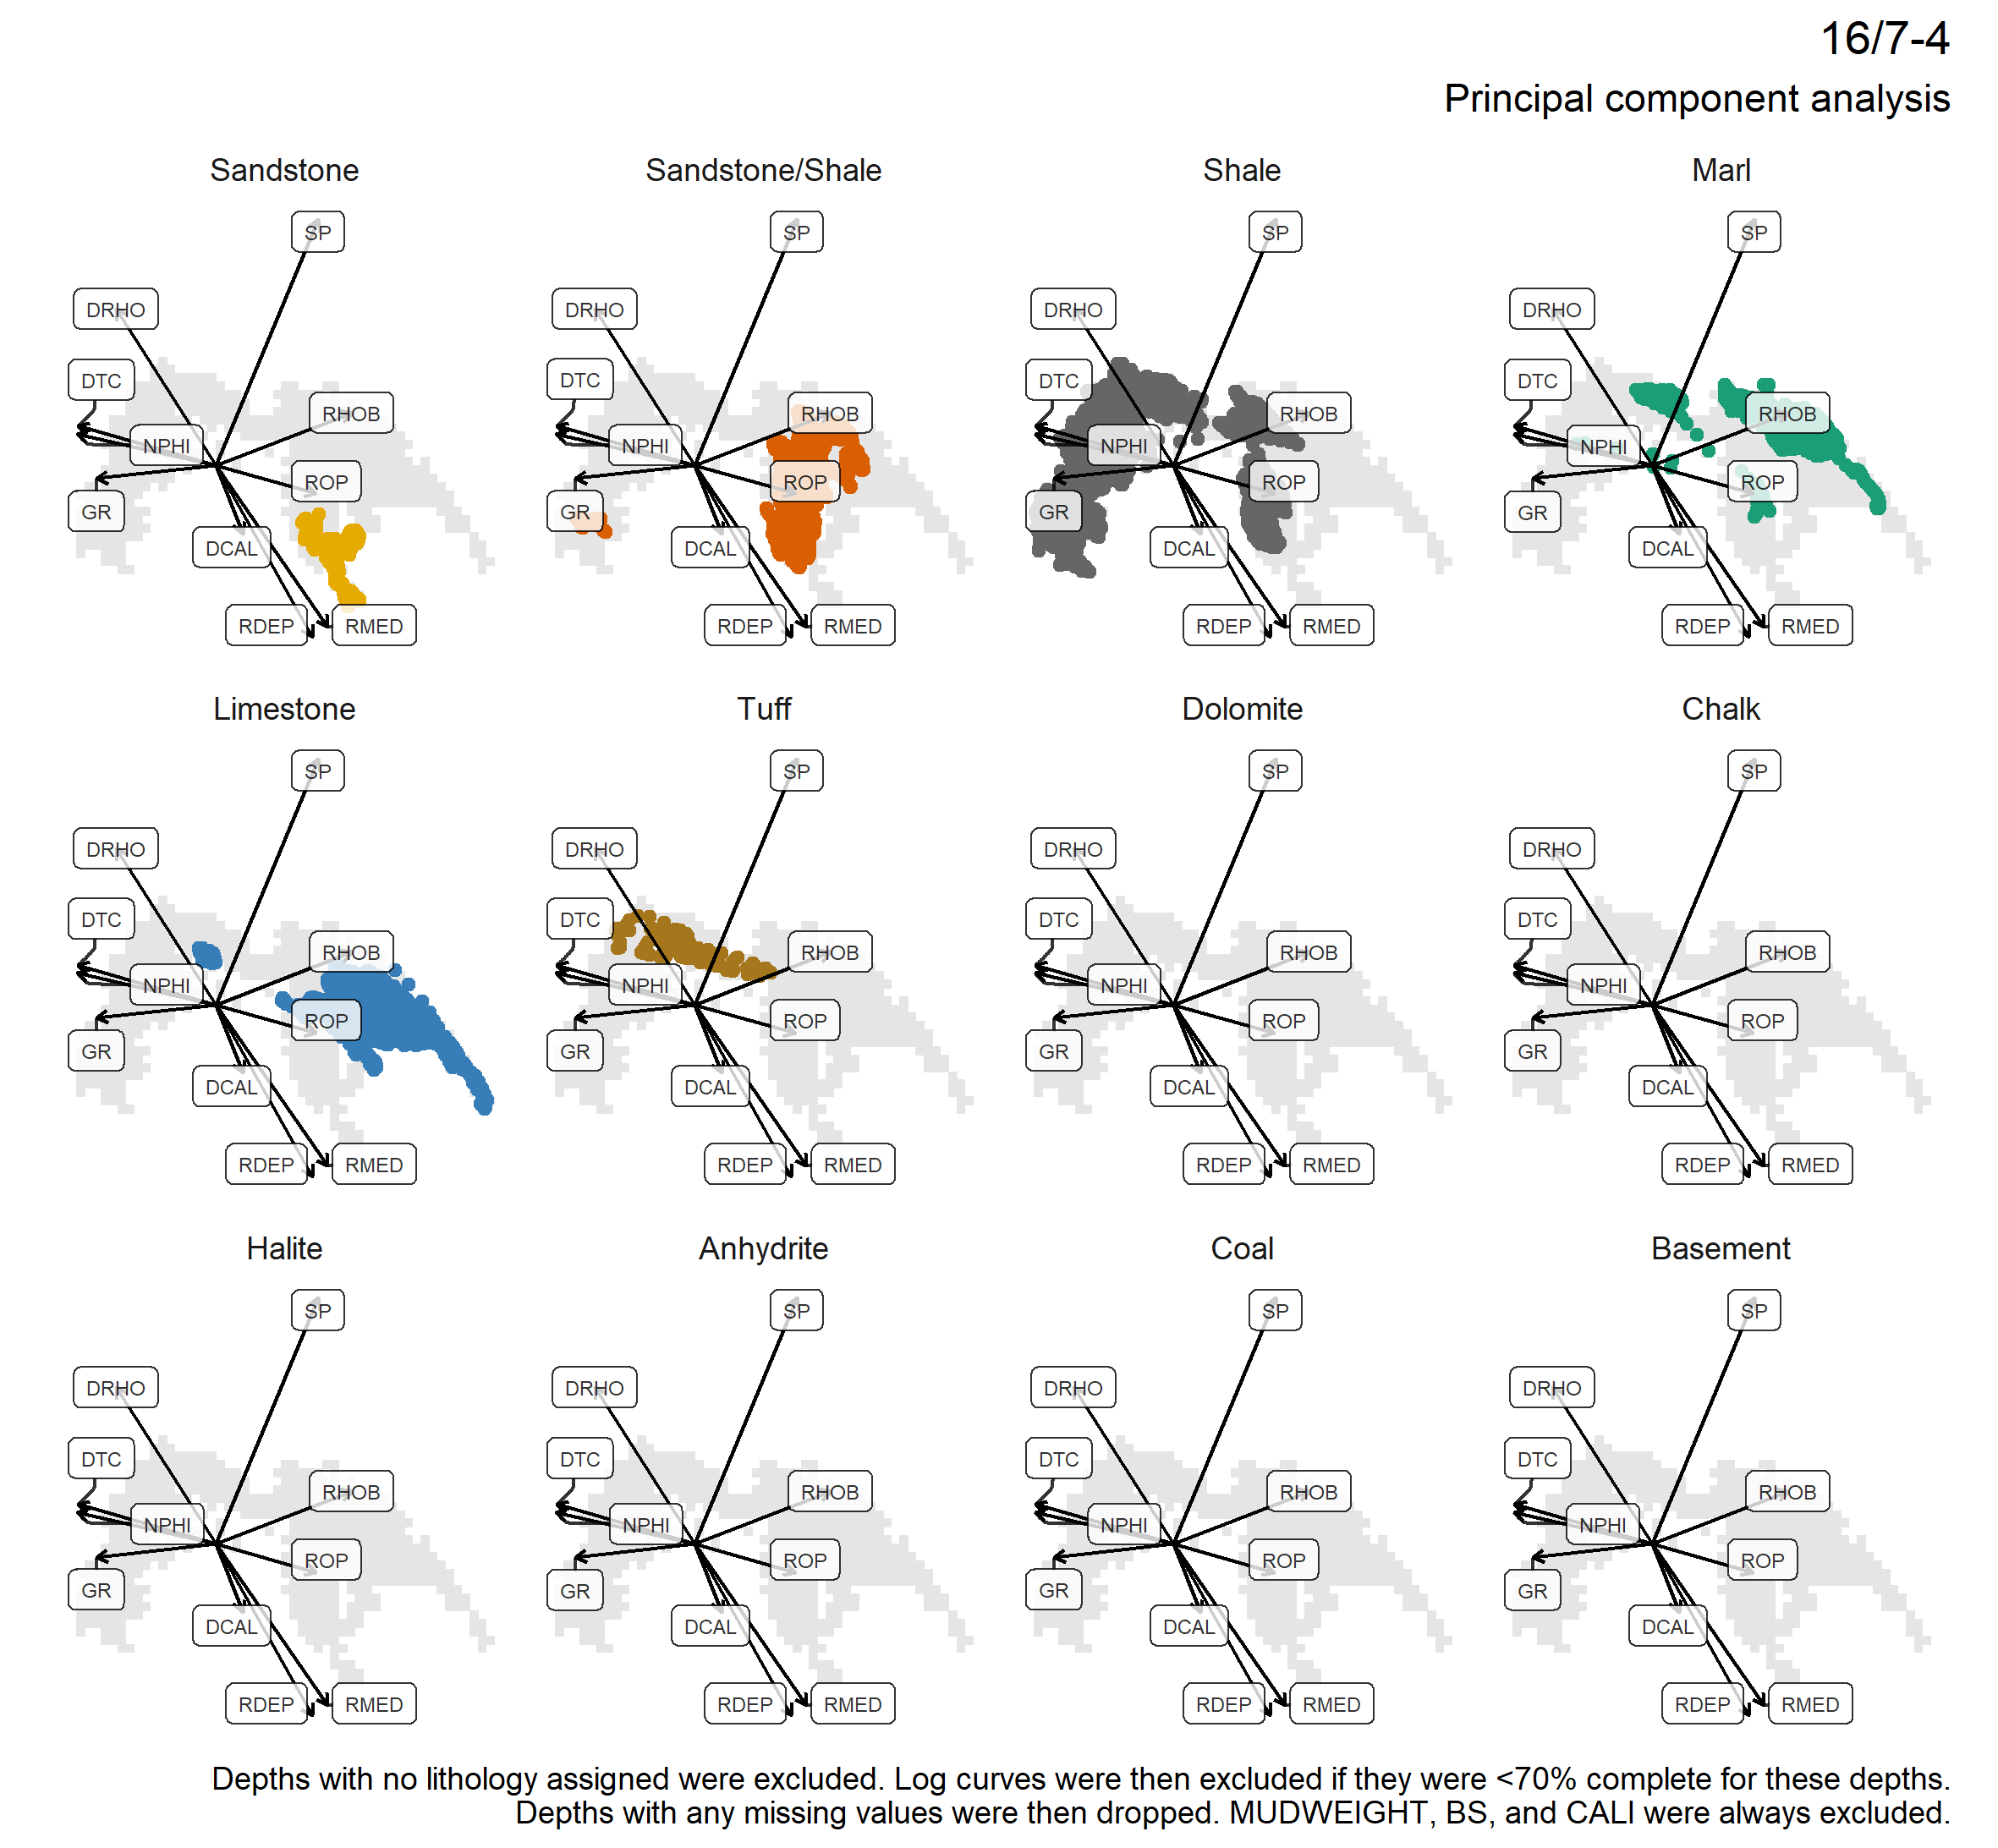 16/7-4
Principal component analysis
Sandstone
SP
DRHO
DTC
RHOB
NPHI
ROP
GR
DCAL
RDEP
RMED
Sandstone/Shale
SP
DRHO
DTC
RHOB
NPHI
ROP
GR
DCAL
RDEP
RMED
Shale
SP
DRHO
DTC
RHOB
NPHI
ROP
GR
DCAL
RDEP
RMED
Marl
SP
DRHO
DTC
RHOB
NPHI
ROP
GR
DCAL
RDEP
RMED
Limestone
SP
DRHO
DTC
RHOB
NPHI
ROP
GR
DCAL
RDEP
RMED
Tuff
SP
DRHO
DTC
RHOB
NPHI
ROP
GR
DCAL
RDEP
RMED
Dolomite
SP
DRHO
DTC
RHOB
NPHI
ROP
GR
DCAL
RDEP
RMED
Chalk
SP
DRHO
DTC
RHOB
NPHI
ROP
GR
DCAL
RDEP
RMED
Halite
SP
DRHO
DTC
RHOB
NPHI
ROP
GR
DCAL
RDEP
RMED
Anhydrite
SP
DRHO
DTC
RHOB
NPHI
ROP
GR
DCAL
RDEP
RMED
Coal
SP
DRHO
DTC
RHOB
NPHI
ROP
GR
DCAL
RDEP
RMED
Basement
SP
DRHO
DTC
RHOB
NPHI
ROP
GR
DCAL
RDEP
RMED
Depths with no lithology assigned were excluded. Log curves were then excluded if they were <70% complete for these depths.
Depths with any missing values were then dropped. MUDWEIGHT, BS, and CALI were always excluded.